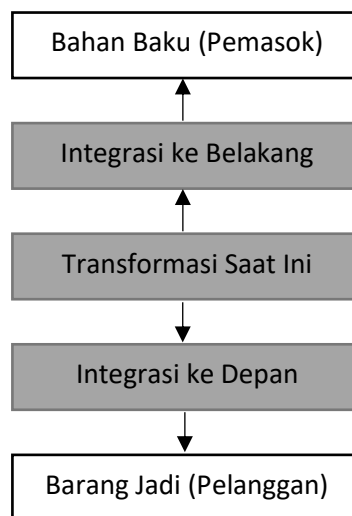 Bahan Baku (Pemasok)
Integrasi ke Belakang
Transformasi Saat Ini
Integrasi ke Depan
Barang Jadi (Pelanggan)